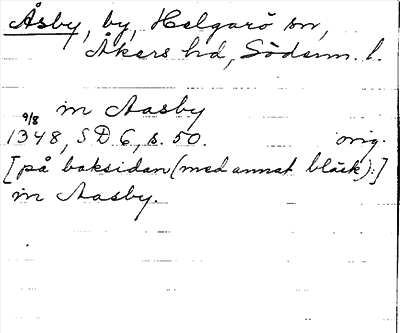 Åsby, by, Helgarö sn,
Åkers hd, Söderm. l.
in Aasby
9/8
1348, SD 6, s. 50. orig.
[på baksidan (med annat bläck):]
in Aasby.